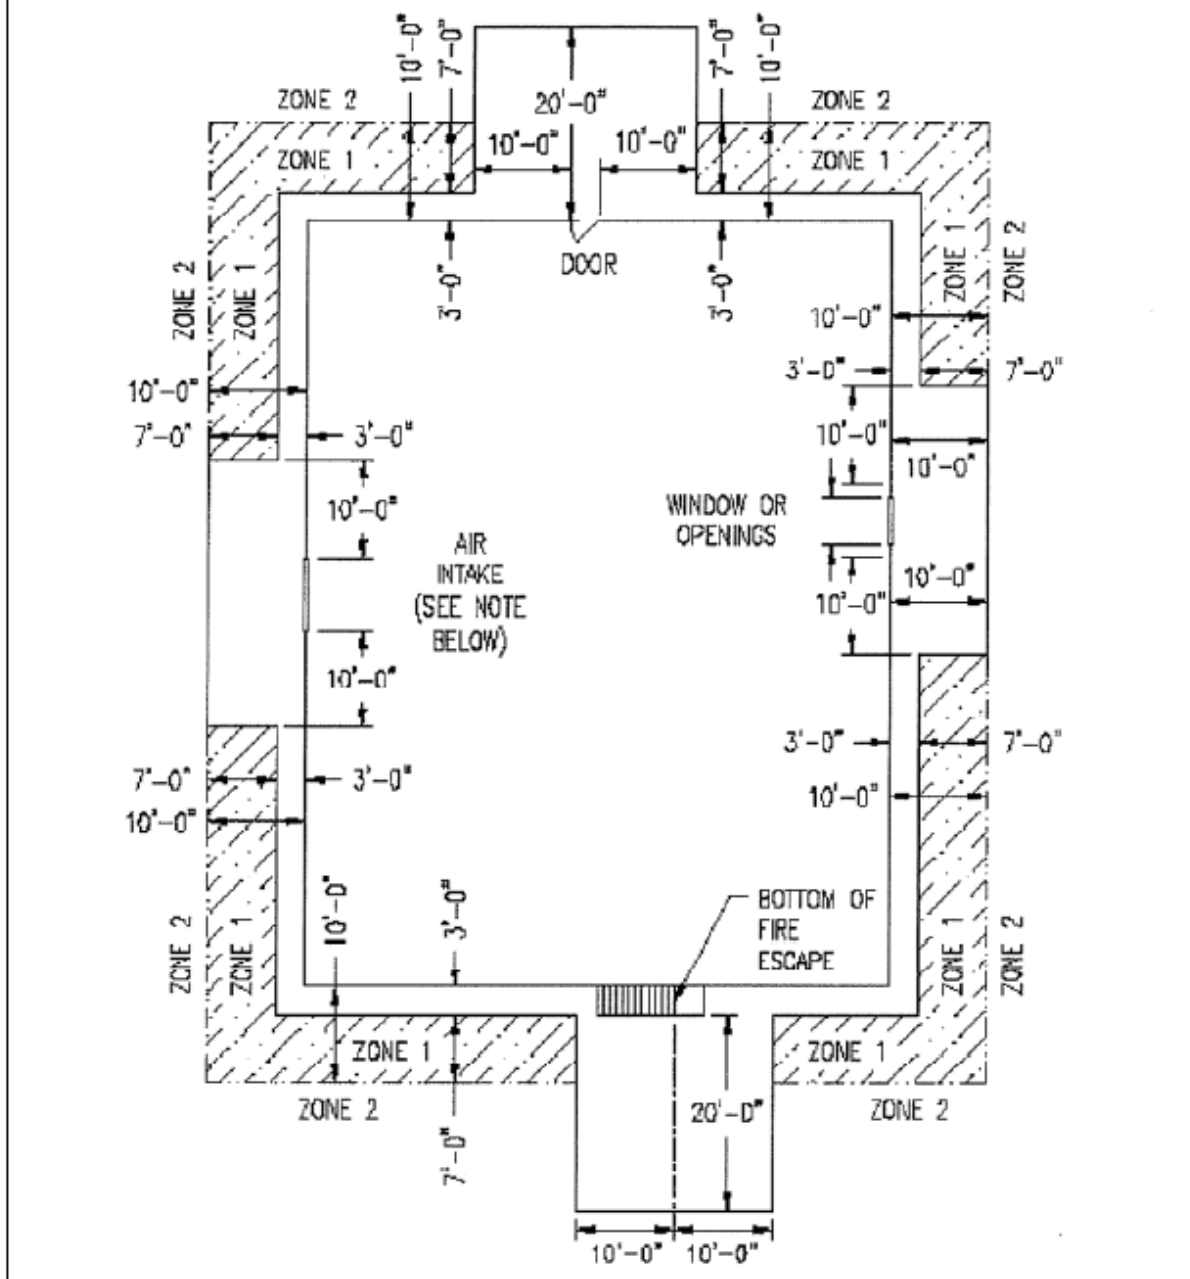 10'-0"
7'-0"
7'-0"
10'-0"
ZONE 2
20'-0"
ZONE 2
10'-0"
10'-0"
ZONE 1
ZONE 1
DOOR
ZONE 2
ZONE 1
3'-0"
3'-0"
ZONE 1
ZONE 2
10'-0"
10'-0"
3'-0"
7'-0"
7'-0"
3'-0"
10'-0"
10'-0"
10'-0"
WINDOW OR
OPENINGS
AIR
INTAKE
(SEE NOTE
BELOW)
10'-0"
10'-0"
10'-0"
3'-0"
7'-0"
7'-0"
3'-0"
10'-0"
10'-0"
10'-0"
3'-0"
BOTTOM OF
FIRE
ESCAPE
ZONE 2
ZONE 1
ZONE 1
ZONE 2
ZONE 1
ZONE 1
ZONE 2
7'-0"
20'-0"
ZONE 2
10'-0"
10'-0"